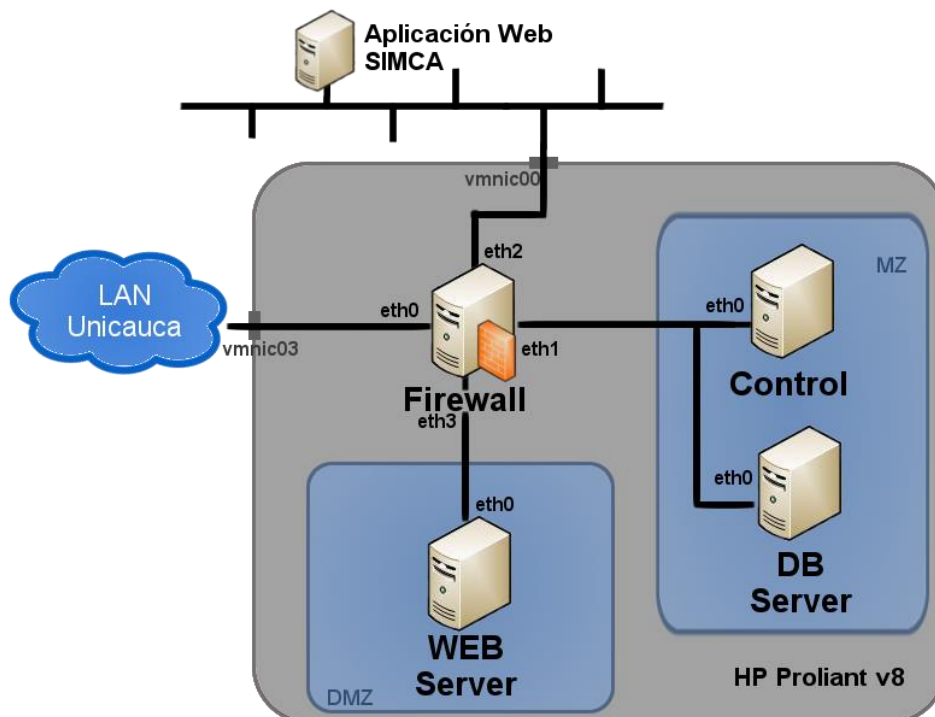 Aplicación Web
SIMCA
vmnic00
eth2
MZ
LAN
Unicauca
eth0
eth0
vmnic03
eth1
Control
Firewall
eth3
eth0
eth0
DB
Server
WEB
Server
HP Proliant v8
DMZ